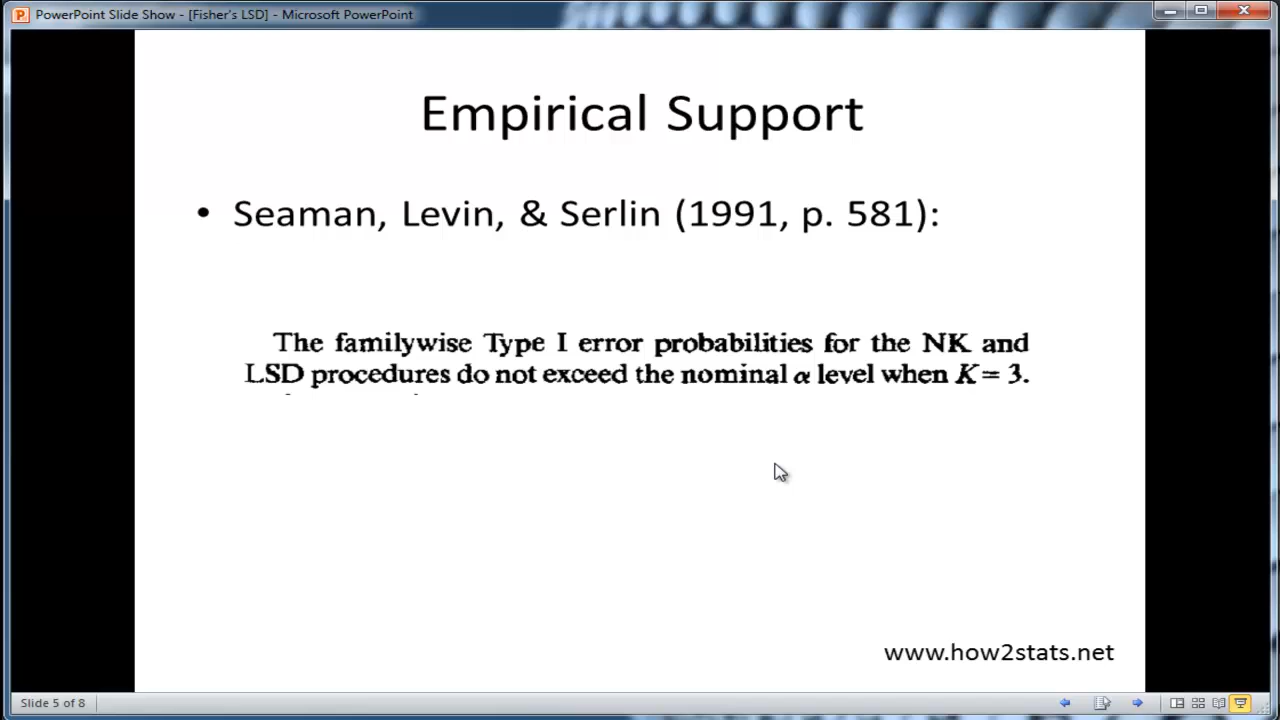 PowerPoint Slide Show - [Fisher's LSD] - Microsoft PowerPoint
Empirical Support
• Seaman, Levin, & Serlin (1991, p. 581):
The familywise Type I error probabilities for the NK and
LSD procedures do not exceed the nominal α level when K = 3.
www.how2stats.net
Slide 5 of 8